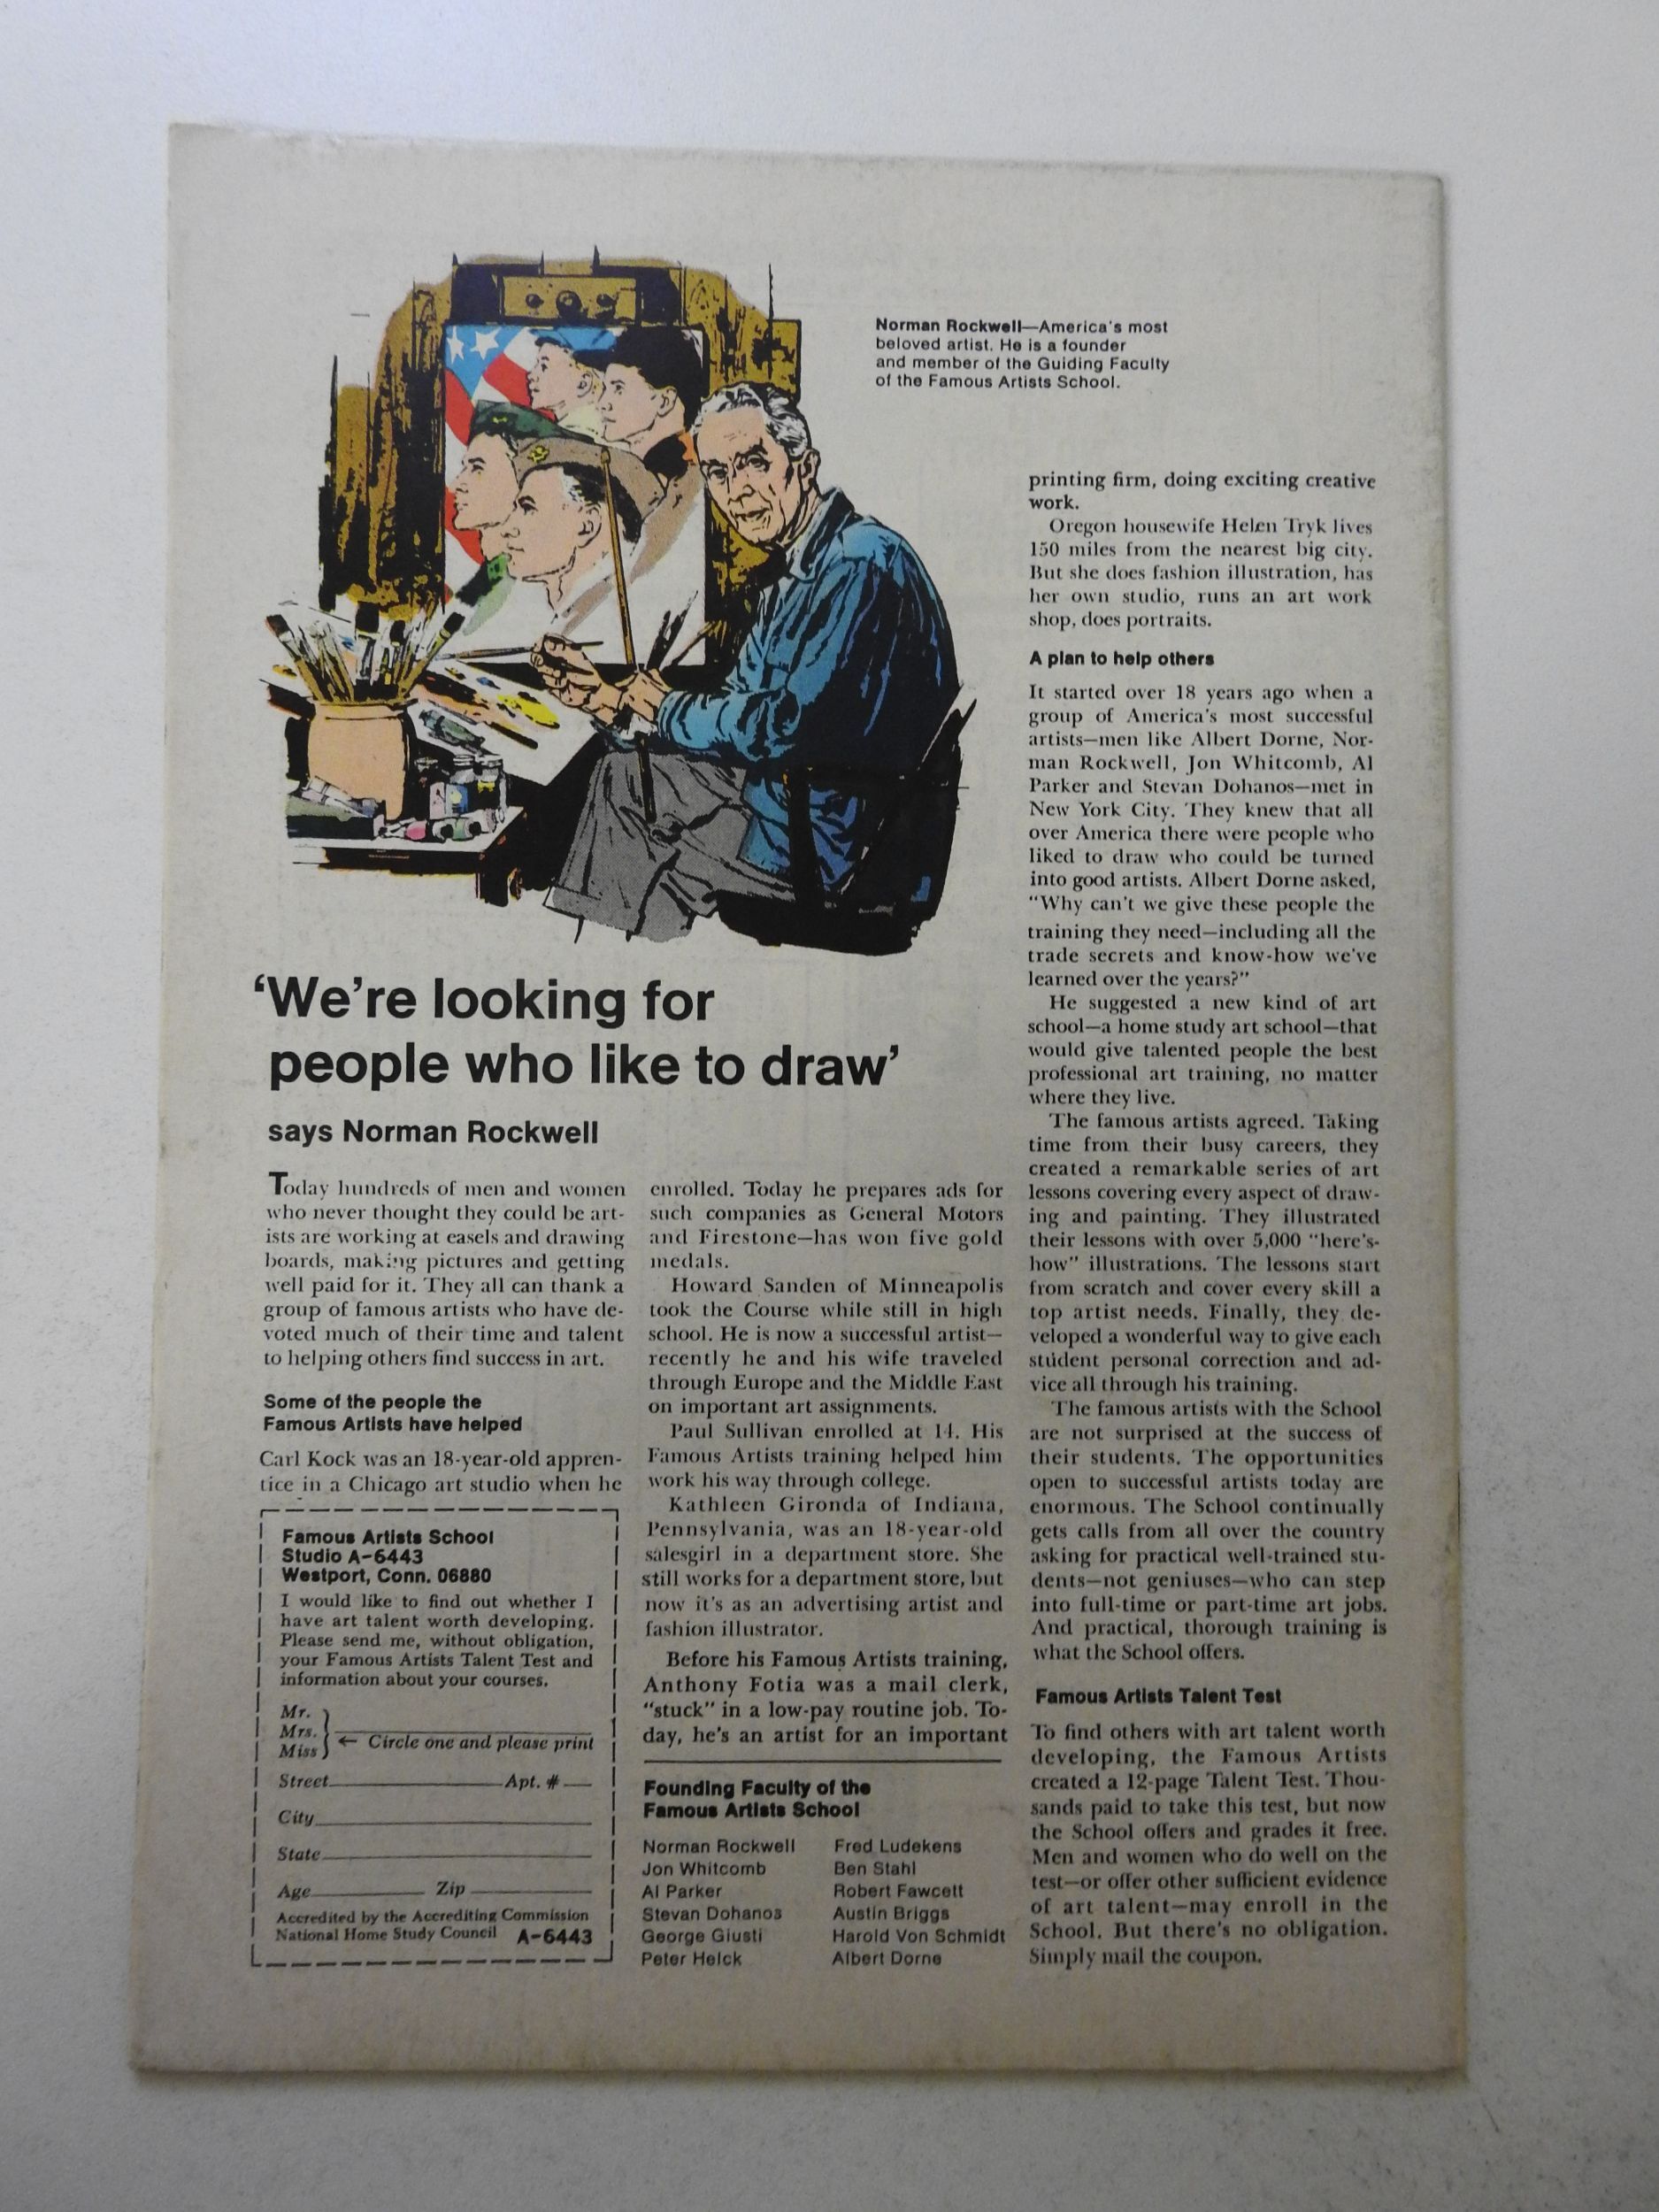 Norman Rockwell—America's most
beloved artist. He is a founder
and member of the Guiding Faculty
of the Famous Artists School.
'We're looking for
people who like to draw'
says Norman Rockwell
Today hundreds of men and women
who never thought they could be art-
ists are working at easels and drawing
boards, making pictures and getting
well paid for it. They all can thank a
group of famous artists who have de-
voted much of their time and talent
to helping others find success in art.
Some of the people the
Famous Artists have helped
Carl Kock was an 18-year-old appren-
tice in a Chicago art studio when he
enrolled. Today he prepares ads for
such companies as General Motors
and Firestone—has won five gold
medals.
Howard Sanden of Minneapolis
took the Course while still in high
school. He is now a successful artist—
recently he and his wife traveled
through Europe and the Middle East
on important art assignments.
Paul Sullivan enrolled at 14. His
Famous Artists training helped him
work his way through college.
Kathleen Gironda of Indiana,
Pennsylvania, was an 18-year-old
salesgirl in a department store. She
still works for a department store, but
now it's as an advertising artist and
fashion illustrator.
Before his Famous Artists training,
Anthony Fotia was a mail clerk,
"stuck" in a low-pay routine job. To-
day, he's an artist for an important
printing firm, doing exciting creative
work.
Oregon housewife Helen Tryk lives
150 miles from the nearest big city.
But she does fashion illustration, has
her own studio, runs an art work
shop, does portraits.
A plan to help others
It started over 18 years ago when a
group of America's most successful
artists—men like Albert Dorne, Nor-
man Rockwell, Jon Whitcomb, Al
Parker and Stevan Dohanos—met in
New York City. They knew that all
over America there were people who
liked to draw who could be turned
into good artists. Albert Dorne asked,
"Why can't we give these people the
training they need—including all the
trade secrets and know-how we've
learned over the years?"
He suggested a new kind of art
school—a home study art school—that
would give talented people the best
professional art training, no matter
where they live.
The famous artists agreed. Taking
time from their busy careers, they
created a remarkable series of art
lessons covering every aspect of draw-
ing and painting. They illustrated
their lessons with over 5,000 "here's-
how" illustrations. The lessons start
from scratch and cover every skill a
top artist needs. Finally, they de-
veloped a wonderful way to give each
student personal correction and ad-
vice all through his training.
The famous artists with the School
are not surprised at the success of
their students. The opportunities
open to successful artists today are
enormous. The School continually
gets calls from all over the country
asking for practical well-trained stu-
dents—not geniuses—who can step
into full-time or part-time art jobs.
And practical, thorough training is
what the School offers.
Famous Artists Talent Test
To find others with art talent worth
developing, the Famous Artists
created a 12-page Talent Test. Thou-
sands paid to take this test, but now
the School offers and grades it free.
Men and women who do well on the
test—or offer other sufficient evidence
of art talent—may enroll in the
School. But there's no obligation.
Simply mail the coupon.
Famous Artists School
Studio A-6443
Westport, Conn. 06880
I would like to find out whether I
have art talent worth developing.
Please send me, without obligation,
your Famous Artists Talent Test and
information about your courses.
Mr.
Mrs.
Miss
← Circle one and please print
Street Apt. #
City
State
Age Zip
Accredited by the Accrediting Commission
National Home Study Council A-6443
Founding Faculty of the
Famous Artists School
Norman Rockwell
Jon Whitcomb
Al Parker
Stevan Dohanos
George Giusti
Peter Helck
Fred Ludekens
Ben Stahl
Robert Fawcett
Austin Briggs
Harold Von Schmidt
Albert Dorne